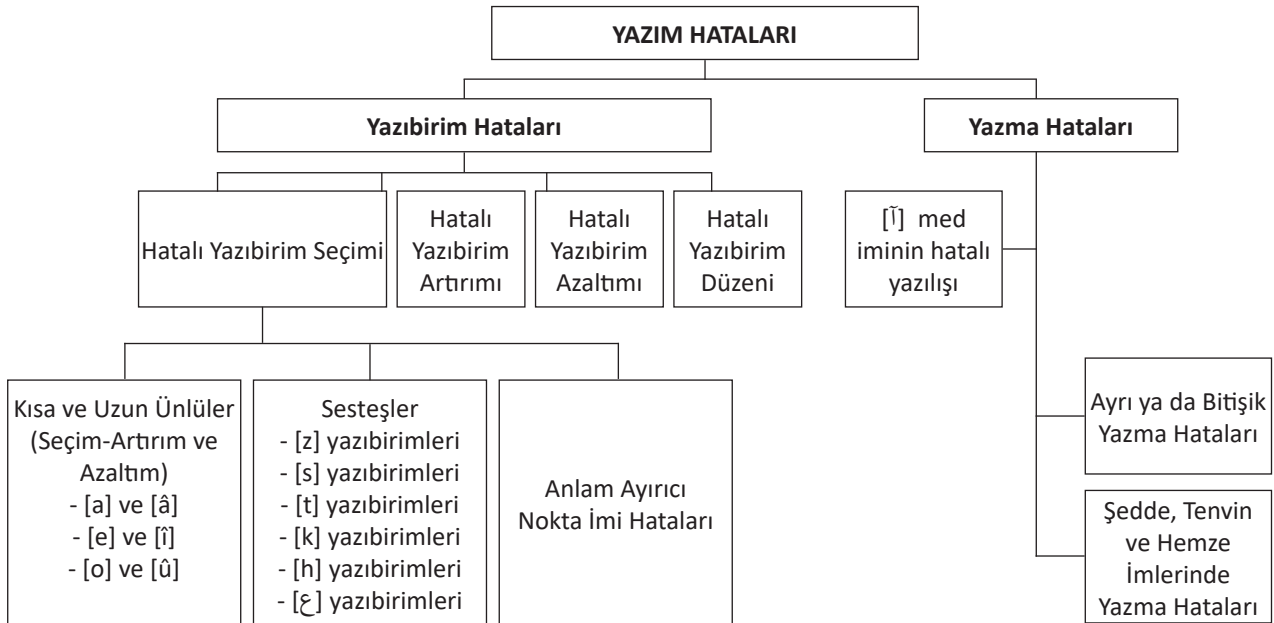 YAZIM HATALARI
Yazıbirim Hataları
Yazma Hataları
Hatalı Yazıbirim Seçimi
Hatalı
Yazıbirim
Artırımı
Hatalı
Yazıbirim
Azaltımı
Hatalı
Yazıbirim
Düzeni
[آ] med
iminin hatalı
yazılışı
Kısa ve Uzun Ünlüler
(Seçim-Artırım ve
Azaltım)
- [a] ve [â]
- [e] ve [î]
- [o] ve [û]
Sesteşler
- [z] yazıbirimleri
- [s] yazıbirimleri
- [t] yazıbirimleri
- [k] yazıbirimleri
- [h] yazıbirimleri
- [ع] yazıbirimleri
Anlam Ayırıcı
Nokta İmi Hataları
Ayrı ya da Bitişik
Yazma Hataları
Şedde, Tenvin
ve Hemze
İmlerinde
Yazma Hataları